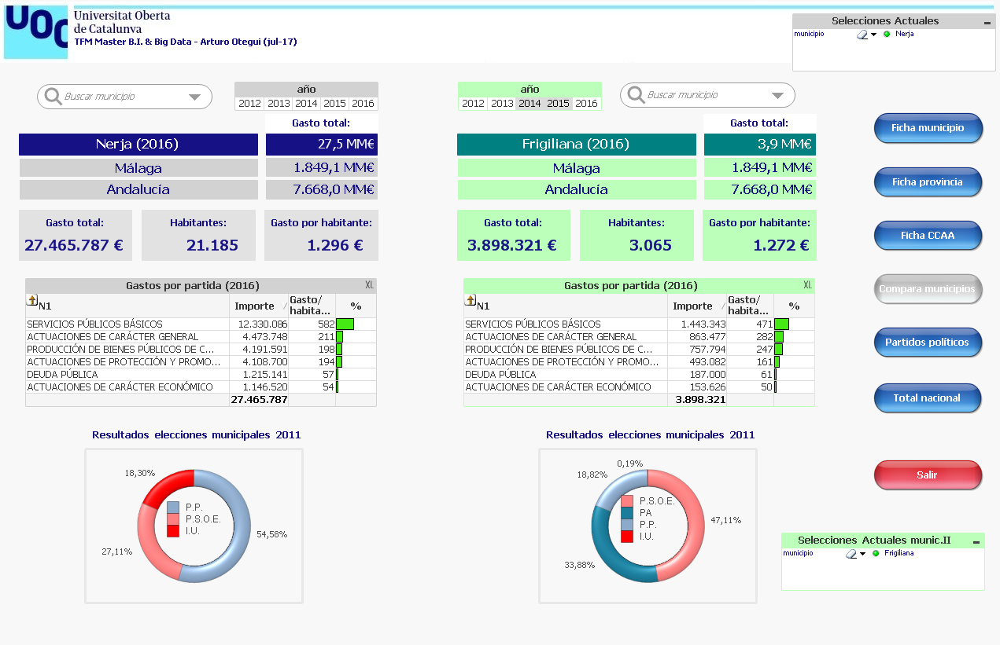 UOC
Universitat Oberta
de Catalunya
TFM Master B.I. & Big Data - Arturo Otegui (jul-17)
Selecciones Actuales
municipio Nerja
Buscar municipio
año
2012 2013 2014 2015 2016
año
2012 2013 2014 2015 2016
Buscar municipio
Gasto total:
Nerja (2016) 27,5 MM€
Málaga 1.849,1 MM€
Andalucía 7.668,0 MM€
Gasto total: Habitantes: Gasto por habitante:
27.465.787 € 21.185 1.296 €
Gasto total:
Frigiliana (2016) 3,9 MM€
Málaga 1.849,1 MM€
Andalucía 7.668,0 MM€
Gasto total: Habitantes: Gasto por habitante:
3.898.321 € 3.065 1.272 €
Gastos por partida (2016) XL
N1 Importe Gasto/ habita... %
SERVICIOS PÚBLICOS BÁSICOS 12.330.086 582
ACTUACIONES DE CARÁCTER GENERAL 4.473.748 211
PRODUCCIÓN DE BIENES PÚBLICOS DE C... 4.191.591 198
ACTUACIONES DE PROTECCIÓN Y PROMO... 4.108.700 194
DEUDA PÚBLICA 1.215.141 57
ACTUACIONES DE CARÁCTER ECONÓMICO 1.146.520 54
27.465.787
Gastos por partida (2016) XL
N1 Importe Gasto/ habita... %
SERVICIOS PÚBLICOS BÁSICOS 1.443.343 471
ACTUACIONES DE CARÁCTER GENERAL 863.477 282
PRODUCCIÓN DE BIENES PÚBLICOS DE C... 757.794 247
ACTUACIONES DE PROTECCIÓN Y PROMO... 493.082 161
DEUDA PÚBLICA 187.000 61
ACTUACIONES DE CARÁCTER ECONÓMICO 153.626 50
3.898.321
Resultados elecciones municipales 2011
18,30%
P.P.
P.S.O.E.
I.U.
54,58%
27,11%
Resultados elecciones municipales 2011
0,19%
18,82%
P.S.O.E.
PA
P.P.
I.U.
47,11%
33,88%
Ficha municipio
Ficha provincia
Ficha CCAA
Compara municipios
Partidos políticos
Total nacional
Salir
Selecciones Actuales munic.II
municipio Frigiliana